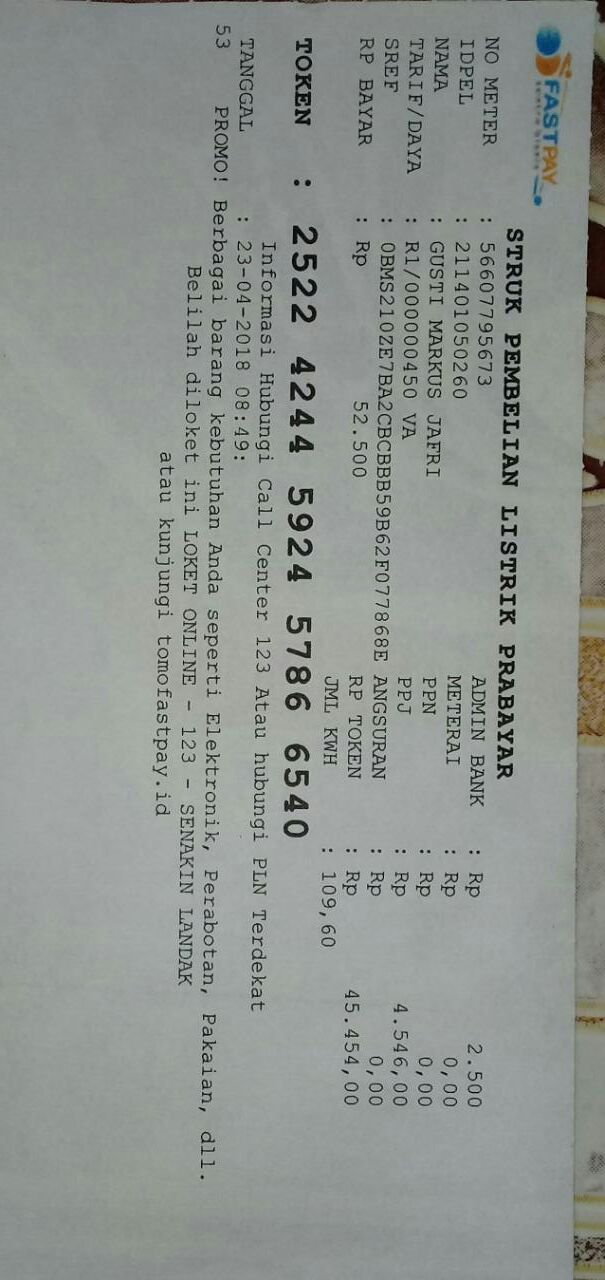 FASTPAY
sentra bisnis
STRUK PEMBELIAN LISTRIK PRABAYAR
NO METER : 56607795673
IDPEL : 211401050260
NAMA : GUSTI MARKUS JAFRI
TARIF/DAYA : R1/000000450 VA
SREF : 0BMS210ZE7BA2CBCBBB59B62F077868E
RP BAYAR : Rp 52.500
ADMIN BANK : Rp 2.500
METERAI : Rp 0,00
PPN : Rp 0,00
PPJ : Rp 4.546,00
ANGSURAN : Rp 0,00
RP TOKEN : Rp 45.454,00
JML KWH : 109,60
TOKEN : 2522 4244 5924 5786 6540
Informasi Hubungi Call Center 123 Atau hubungi PLN Terdekat
TANGGAL : 23-04-2018 08:49:
53 PROMO! Berbagai barang kebutuhan Anda seperti Elektronik, Perabotan, Pakaian, dll.
Belilah diloket ini LOKET ONLINE - 123 - SENAKIN LANDAK
atau kunjungi tomofastpay.id